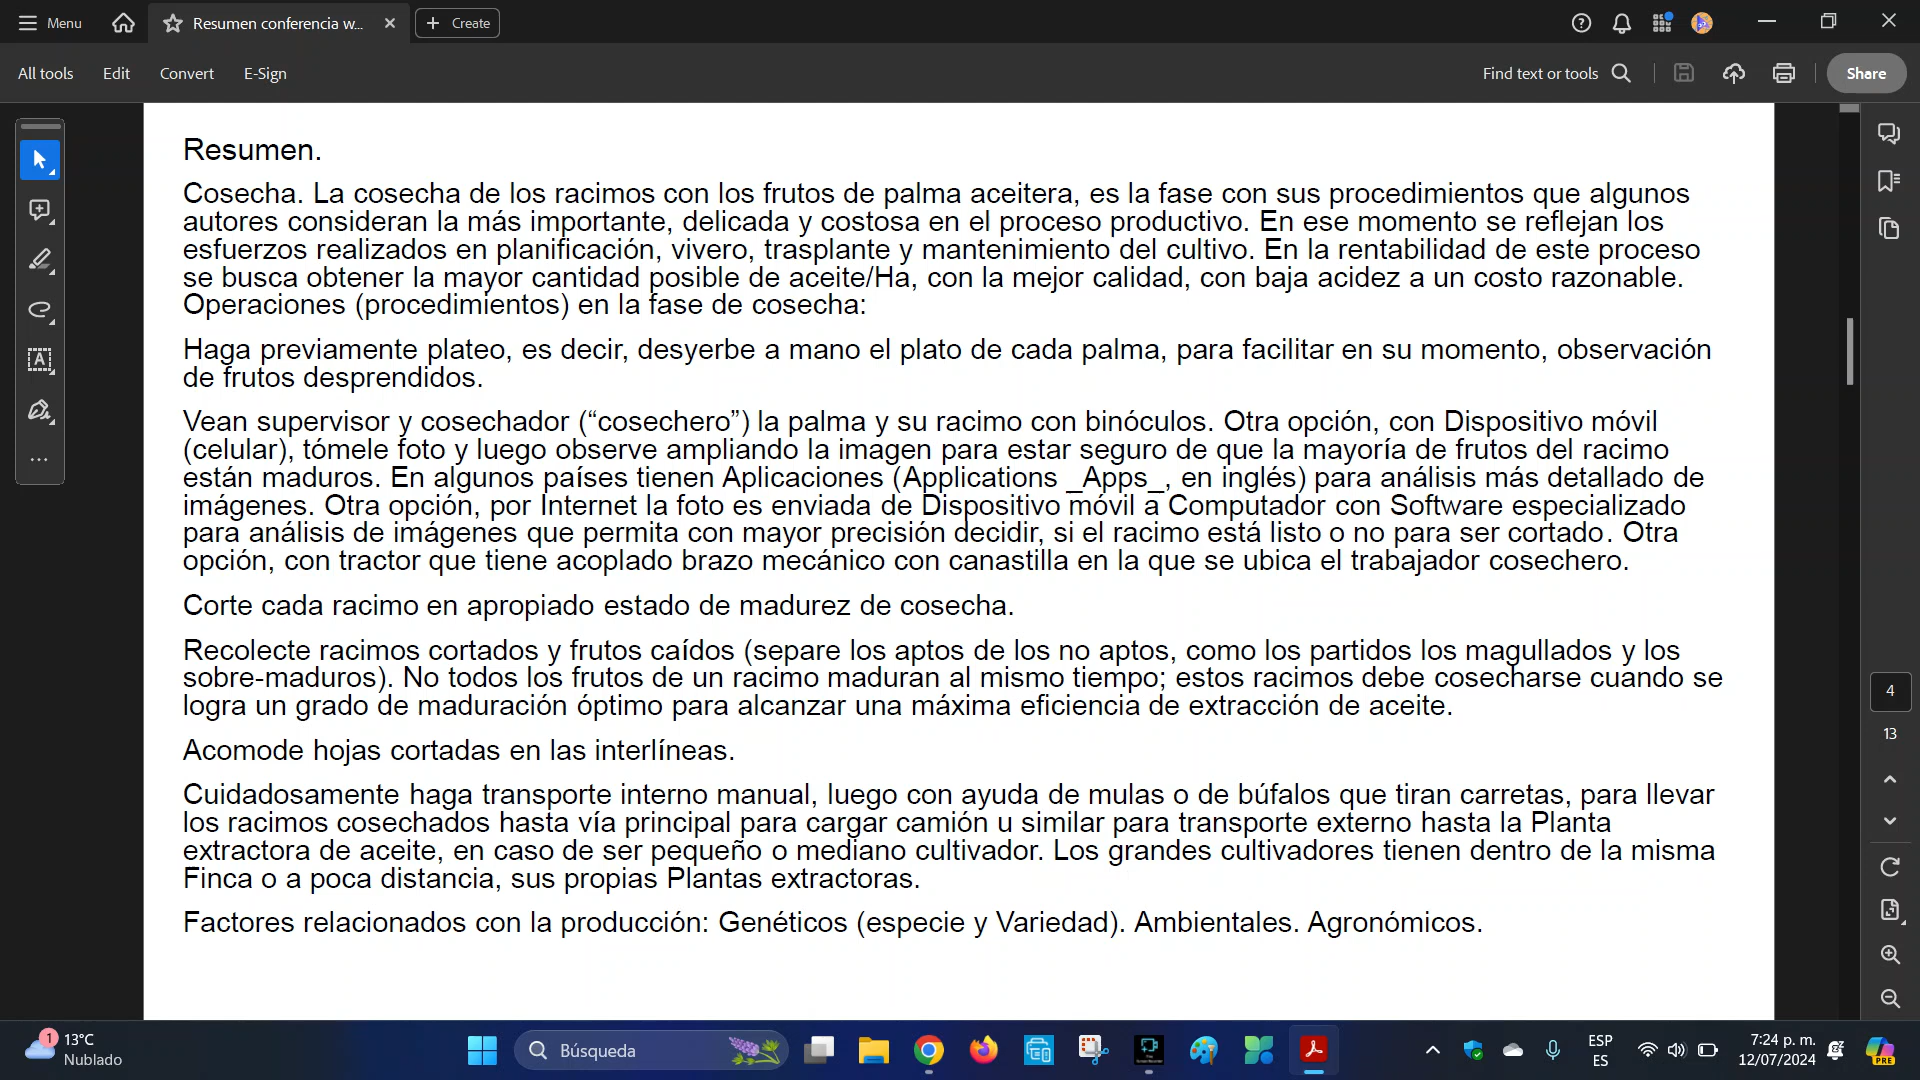 Menu
Resumen conferencia w...
Create
All tools
Edit
Convert
E-Sign
Find text or tools
Share
Resumen.
Cosecha. La cosecha de los racimos con los frutos de palma aceitera, es la fase con sus procedimientos que algunos
autores consideran la más importante, delicada y costosa en el proceso productivo. En ese momento se reflejan los
esfuerzos realizados en planificación, vivero, trasplante y mantenimiento del cultivo. En la rentabilidad de este proceso
se busca obtener la mayor cantidad posible de aceite/Ha, con la mejor calidad, con baja acidez a un costo razonable.
Operaciones (procedimientos) en la fase de cosecha:
Haga previamente plateo, es decir, desyerbe a mano el plato de cada palma, para facilitar en su momento, observación
de frutos desprendidos.
Vean supervisor y cosechador (“cosechero”) la palma y su racimo con binóculos. Otra opción, con Dispositivo móvil
(celular), tómele foto y luego observe ampliando la imagen para estar seguro de que la mayoría de frutos del racimo
están maduros. En algunos países tienen Aplicaciones (Applications _Apps_, en inglés) para análisis más detallado de
imágenes. Otra opción, por Internet la foto es enviada de Dispositivo móvil a Computador con Software especializado
para análisis de imágenes que permita con mayor precisión decidir, si el racimo está listo o no para ser cortado. Otra
opción, con tractor que tiene acoplado brazo mecánico con canastilla en la que se ubica el trabajador cosechero.
Corte cada racimo en apropiado estado de madurez de cosecha.
Recolecte racimos cortados y frutos caídos (separe los aptos de los no aptos, como los partidos los magullados y los
sobre-maduros). No todos los frutos de un racimo maduran al mismo tiempo; estos racimos debe cosecharse cuando se
logra un grado de maduración óptimo para alcanzar una máxima eficiencia de extracción de aceite.
Acomode hojas cortadas en las interlíneas.
Cuidadosamente haga transporte interno manual, luego con ayuda de mulas o de búfalos que tiran carretas, para llevar
los racimos cosechados hasta vía principal para cargar camión u similar para transporte externo hasta la Planta
extractora de aceite, en caso de ser pequeño o mediano cultivador. Los grandes cultivadores tienen dentro de la misma
Finca o a poca distancia, sus propias Plantas extractoras.
Factores relacionados con la producción: Genéticos (especie y Variedad). Ambientales. Agronómicos.
4
13
1
13°C
Nublado
Búsqueda
ESP
ES
7:24 p. m.
12/07/2024
PRE